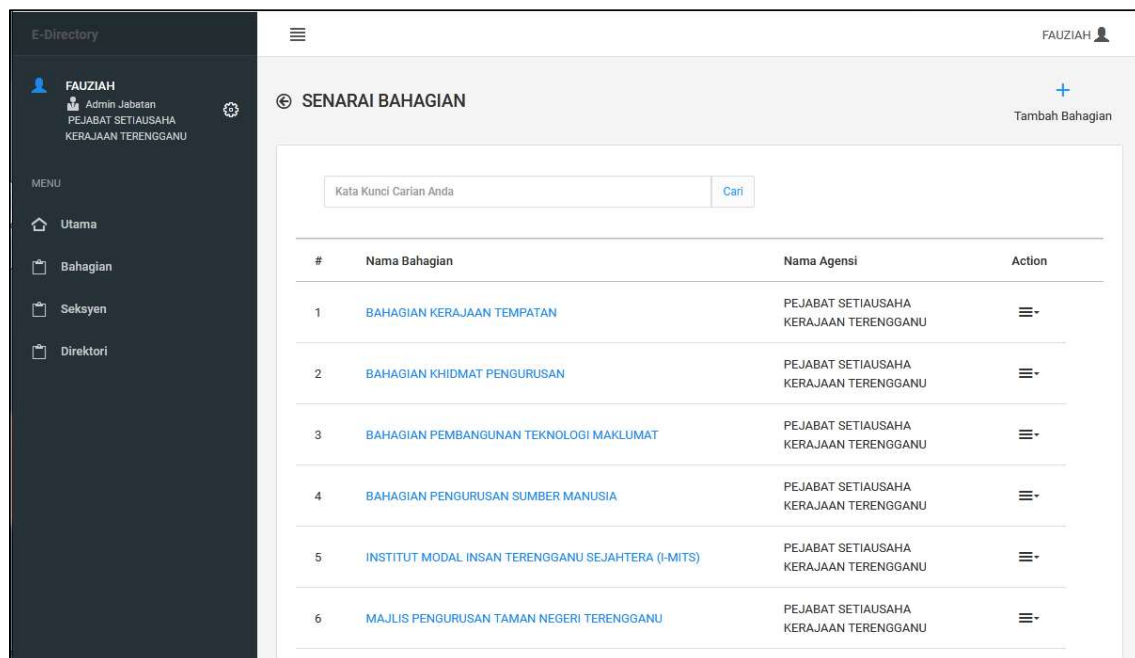 E-Directory
FAUZIAH
FAUZIAH
Admin Jabatan
PEJABAT SETIAUSAHA
KERAJAAN TERENGGANU
MENU
Utama
Bahagian
Seksyen
Direktori
SENARAI BAHAGIAN
Tambah Bahagian
Kata Kunci Carian Anda Cari
# Nama Bahagian Nama Agensi Action
1 BAHAGIAN KERAJAAN TEMPATAN PEJABAT SETIAUSAHA
KERAJAAN TERENGGANU
2 BAHAGIAN KHIDMAT PENGURUSAN PEJABAT SETIAUSAHA
KERAJAAN TERENGGANU
3 BAHAGIAN PEMBANGUNAN TEKNOLOGI MAKLUMAT PEJABAT SETIAUSAHA
KERAJAAN TERENGGANU
4 BAHAGIAN PENGURUSAN SUMBER MANUSIA PEJABAT SETIAUSAHA
KERAJAAN TERENGGANU
5 INSTITUT MODAL INSAN TERENGGANU SEJAHTERA (I-MITS) PEJABAT SETIAUSAHA
KERAJAAN TERENGGANU
6 MAJLIS PENGURUSAN TAMAN NEGERI TERENGGANU PEJABAT SETIAUSAHA
KERAJAAN TERENGGANU